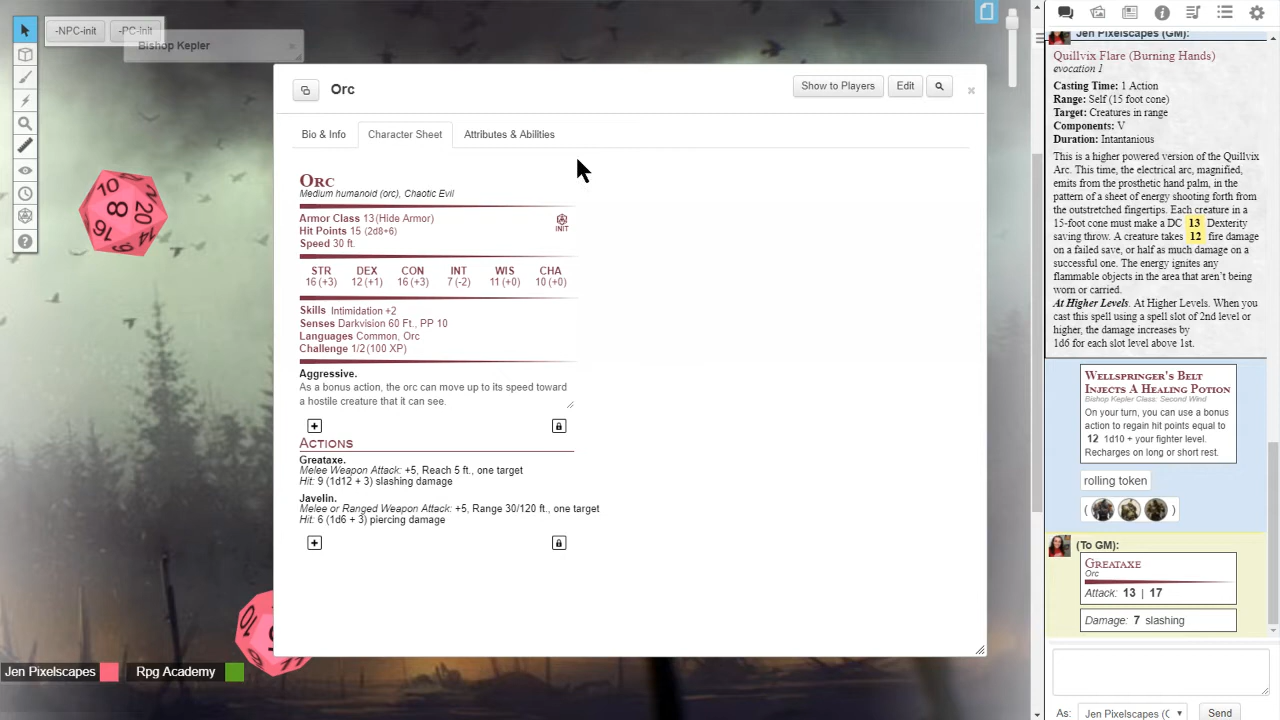 -NPC-init
-PC-init
Bishop Kepler
Orc
Show to Players
Edit
Bio & Info
Character Sheet
Attributes & Abilities
ORC
Medium humanoid (orc), Chaotic Evil
Armor Class 13 (Hide Armor)
Hit Points 15 (2d8+6)
Speed 30 ft.
INIT
STR DEX CON INT WIS CHA
16 (+3) 12 (+1) 16 (+3) 7 (-2) 11 (+0) 10 (+0)
Skills Intimidation +2
Senses Darkvision 60 Ft., PP 10
Languages Common, Orc
Challenge 1/2 (100 XP)
Aggressive.
As a bonus action, the orc can move up to its speed toward
a hostile creature that it can see.
ACTIONS
Greataxe.
Melee Weapon Attack: +5, Reach 5 ft., one target
Hit: 9 (1d12 + 3) slashing damage
Javelin.
Melee or Ranged Weapon Attack: +5, Range 30/120 ft., one target
Hit: 6 (1d6 + 3) piercing damage
10
8
20
16
10
Jen Pixelscapes
Rpg Academy
Jen Pixelscapes (GM):
Quillvix Flare (Burning Hands)
evocation 1
Casting Time: 1 Action
Range: Self (15 foot cone)
Target: Creatures in range
Components: V
Duration: Intantanious
This is a higher powered version of the Quillvix
Arc. This time, the electrical arc, magnified,
emits from the prosthetic hand palm, in the
pattern of a sheet of energy shooting forth from
the outstretched fingertips. Each creature in a
15-foot cone must make a DC 13 Dexterity
saving throw. A creature takes 12 fire damage
on a failed save, or half as much damage on a
successful one. The energy ignites any
flammable objects in the area that aren't being
worn or carried.
At Higher Levels. At Higher Levels. When you
cast this spell using a spell slot of 2nd level or
higher, the damage increases by
1d6 for each slot level above 1st.
WELLSPRINGER'S BELT
INJECTS A HEALING POTION
Bishop Kepler Class: Second Wind
On your turn, you can use a bonus
action to regain hit points equal to
12 1d10 + your fighter level.
Recharges on long or short rest.
rolling token
( )
(To GM):
GREATAXE
Orc
Attack: 13 | 17
Damage: 7 slashing
As: Jen Pixelscapes (G
Send